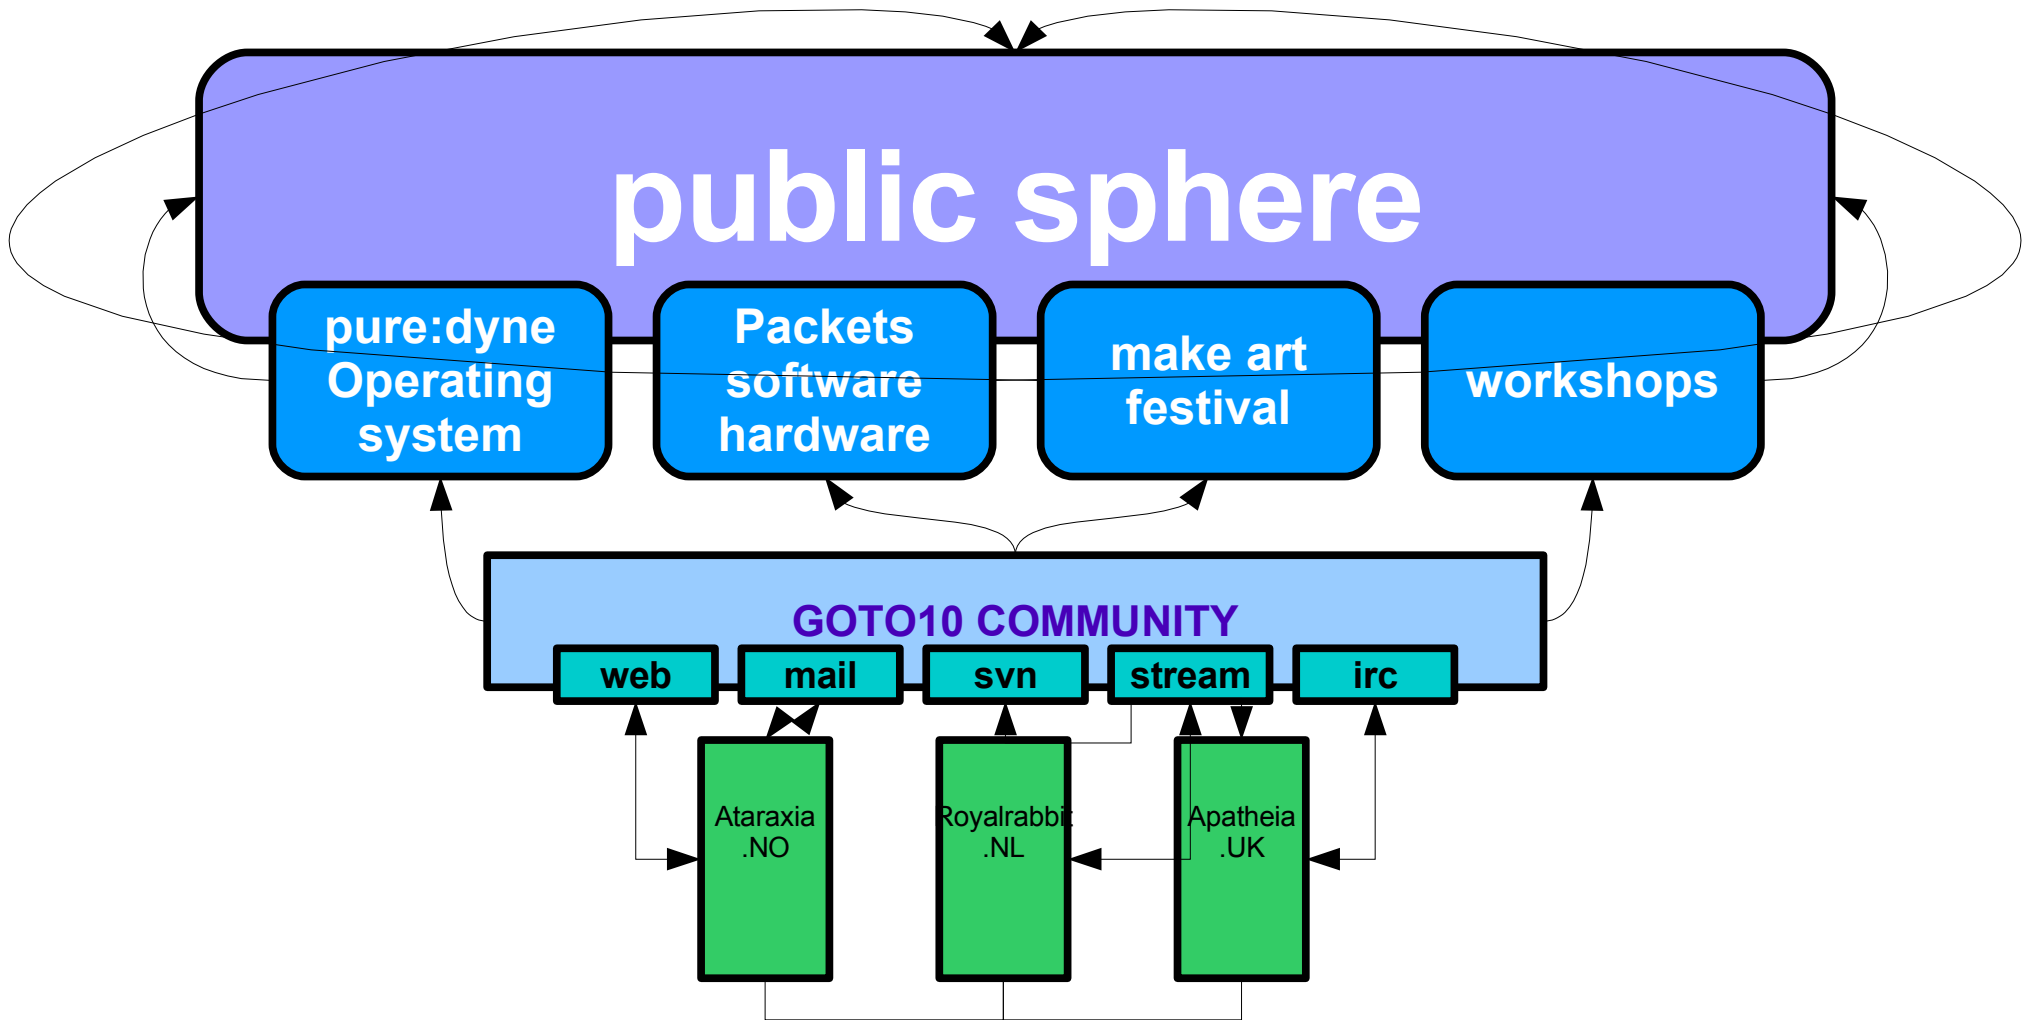 public sphere
pure:dyne
Operating
system
Packets
software
hardware
make art
festival
workshops
GOTO10 COMMUNITY
web
mail
svn
stream
irc
Ataraxia
.NO
Royalrabbit
.NL
Apatheia
.UK